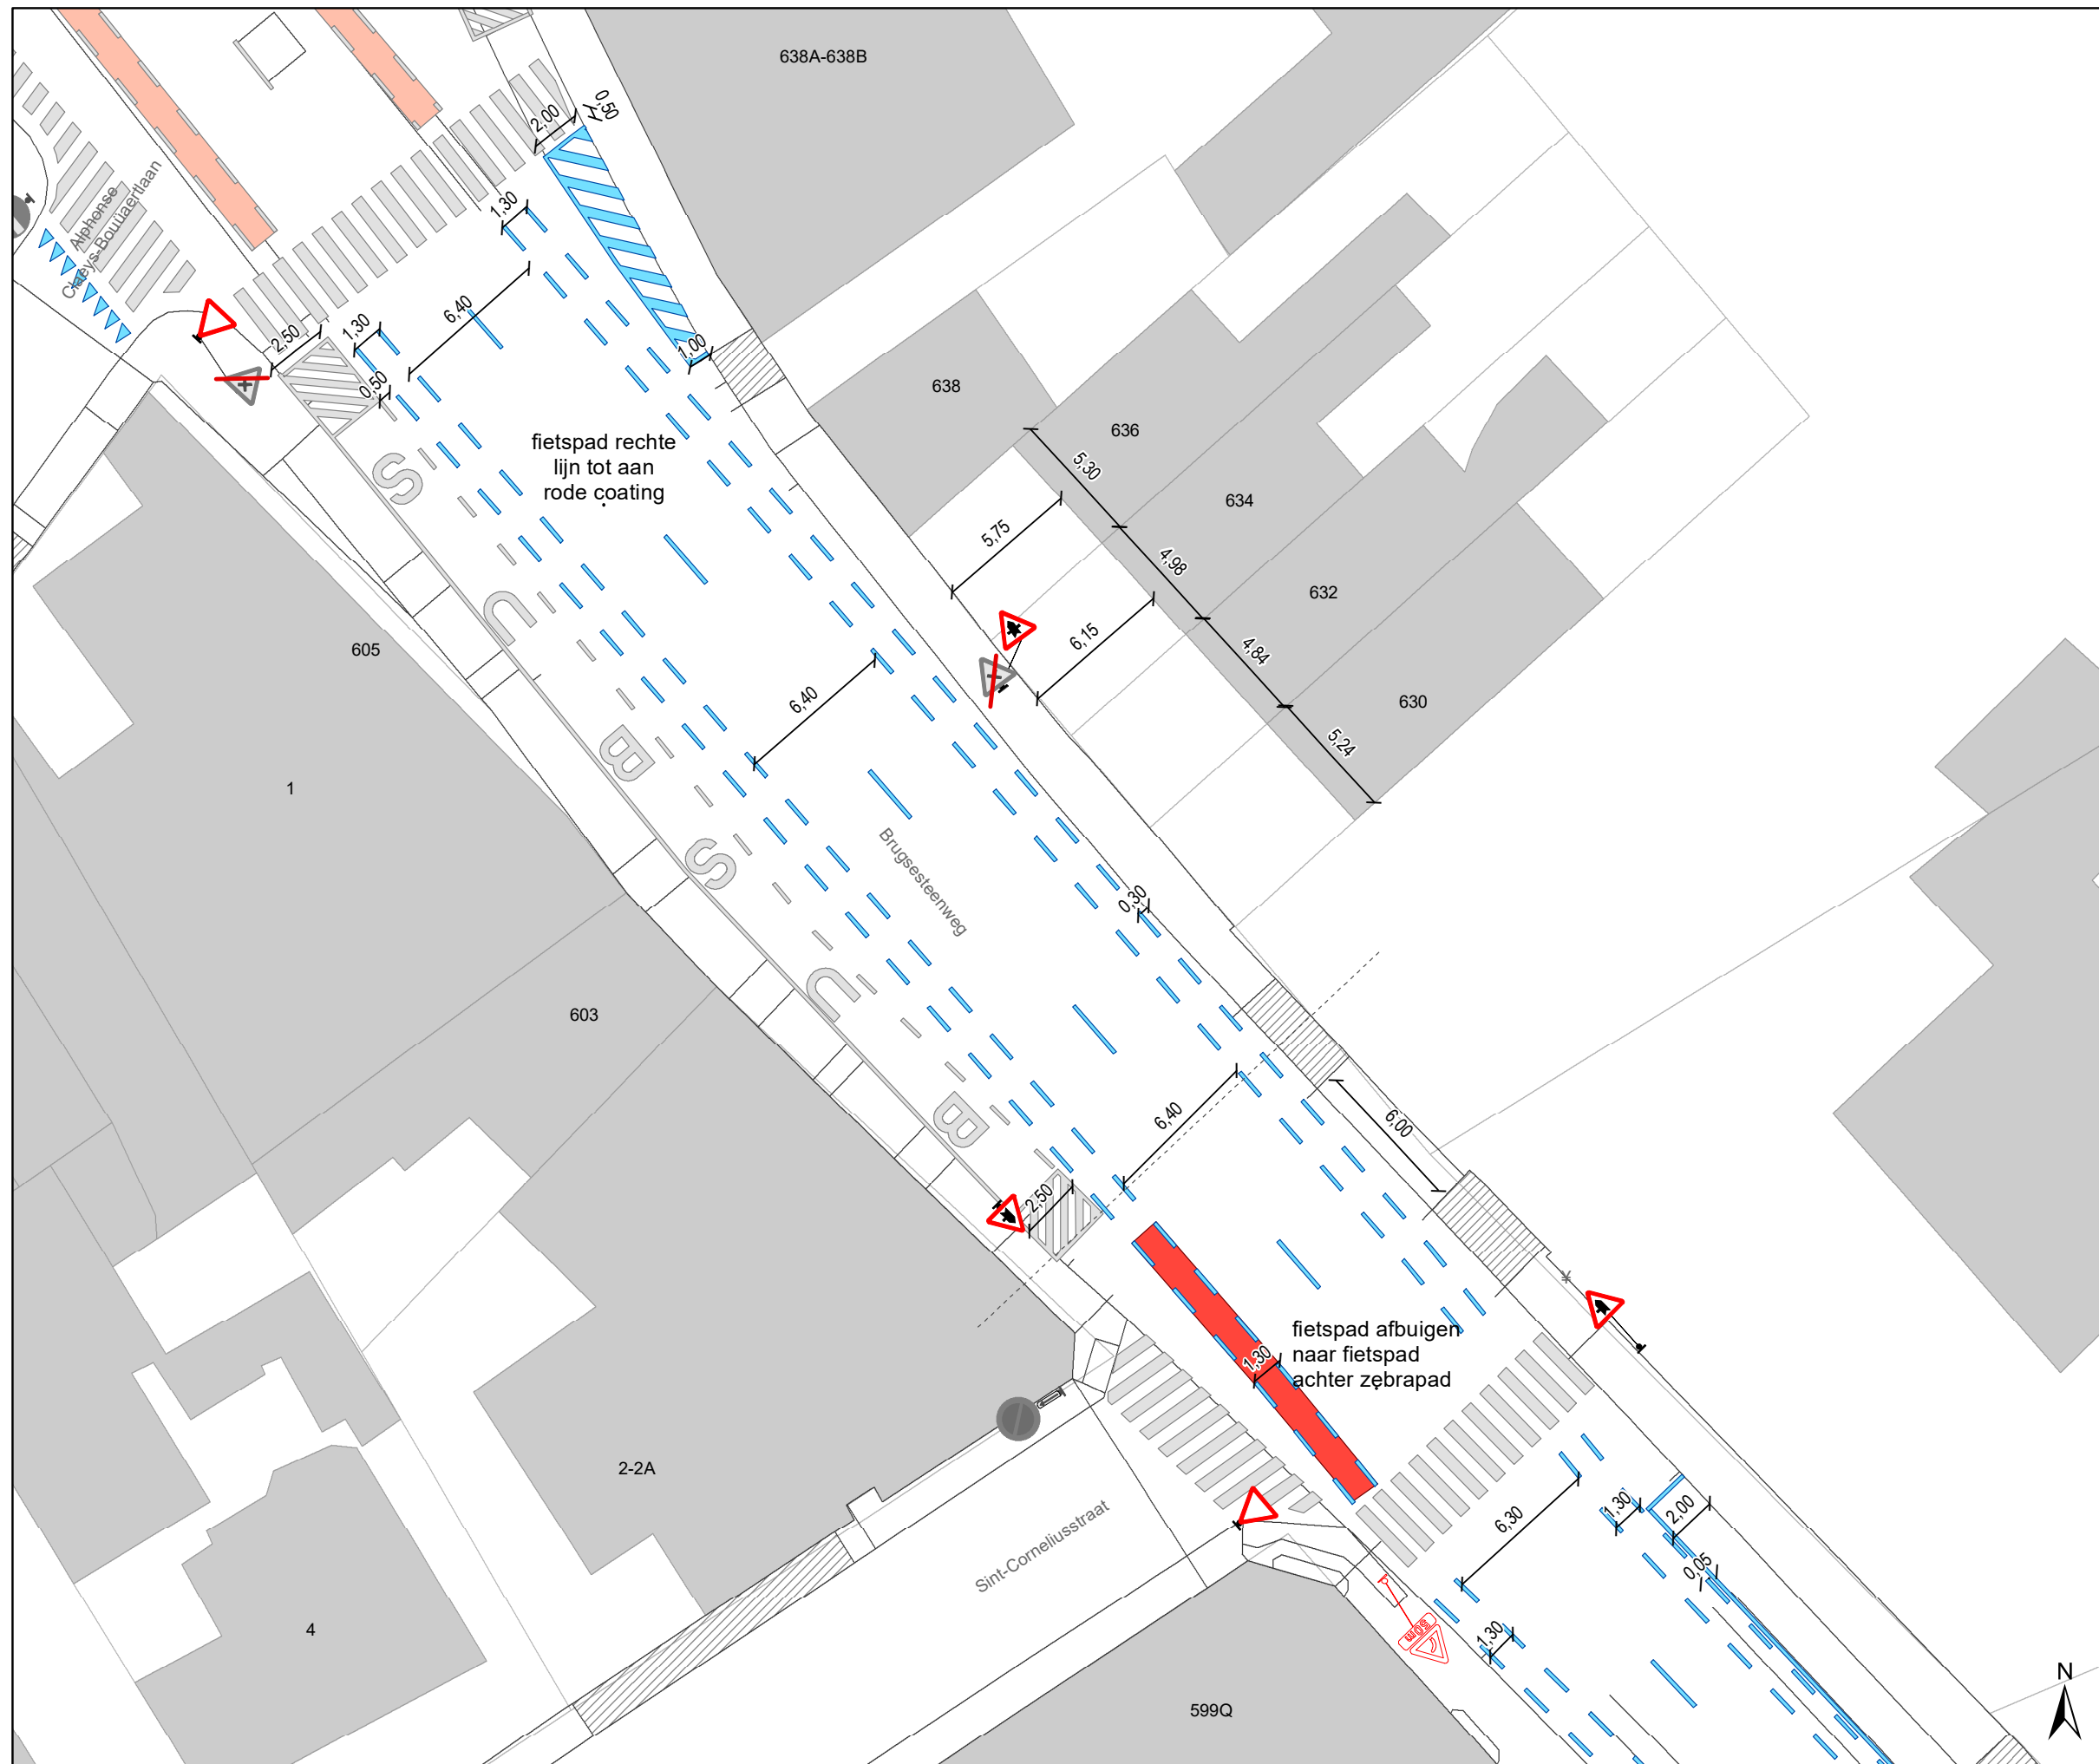 638A-638B
0,50
2,00
Alphonse
Claeys-Bouüaertlaan
1,30
6,40
2,50
1,30
1,00
0,50
638
636
fietspad rechte
lijn tot aan
rode coating
5,30
634
5,75
4,98
632
605
6,15
4,84
630
6,40
5,24
1
Brugsesteenweg
0,30
603
BUSBUS
6,40
6,00
2,50
fietspad afbuigen
naar fietspad
achter zebrapad
1,30
2-2A
6,30
1,30
2,00
Sint-Corneliusstraat
0,05
50m
1,30
4
599Q
N